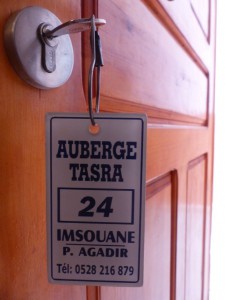 AUBERGE
TASRA
24
IMSOUANE
P. AGADIR
Tél: 0528 216 879